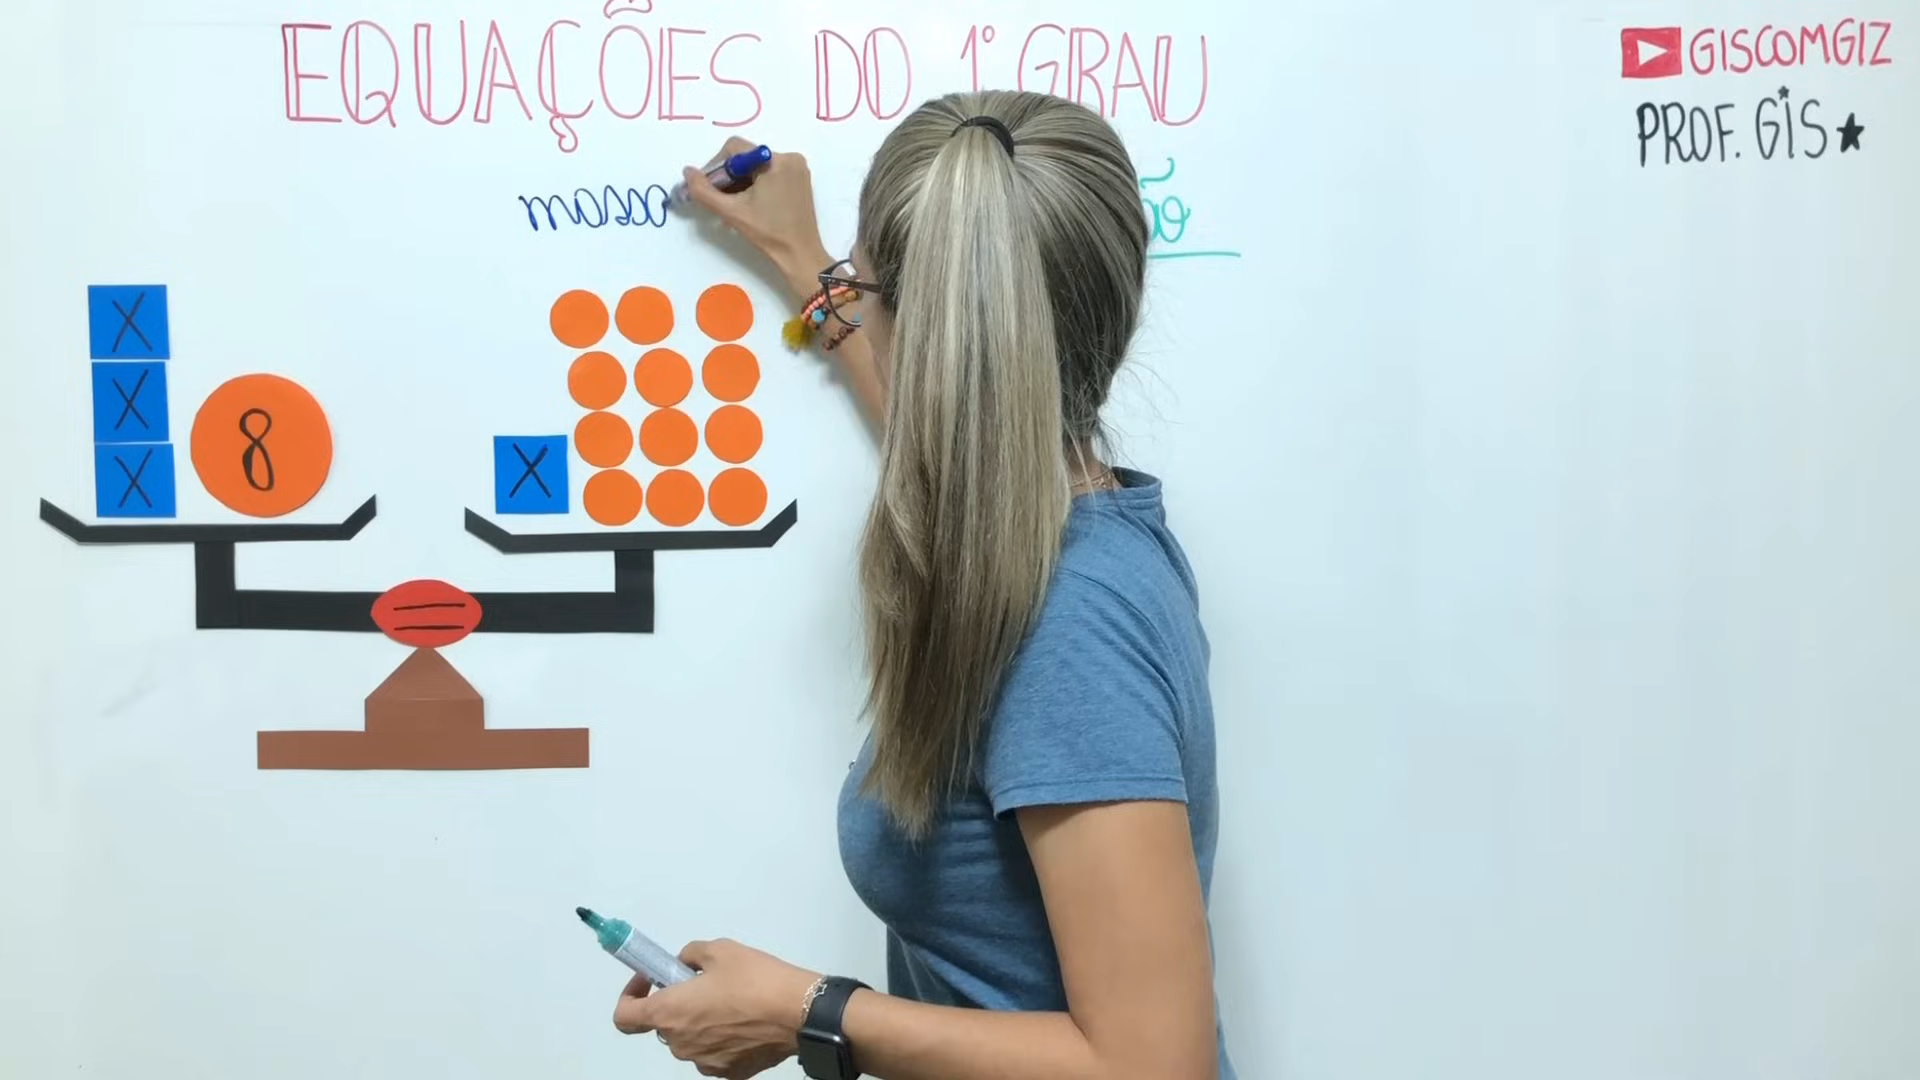 EQUAÇÕES DO 1º GRAU
GISCOMGIZ
PROF. GIS
massa
X
X
X
8
X
=